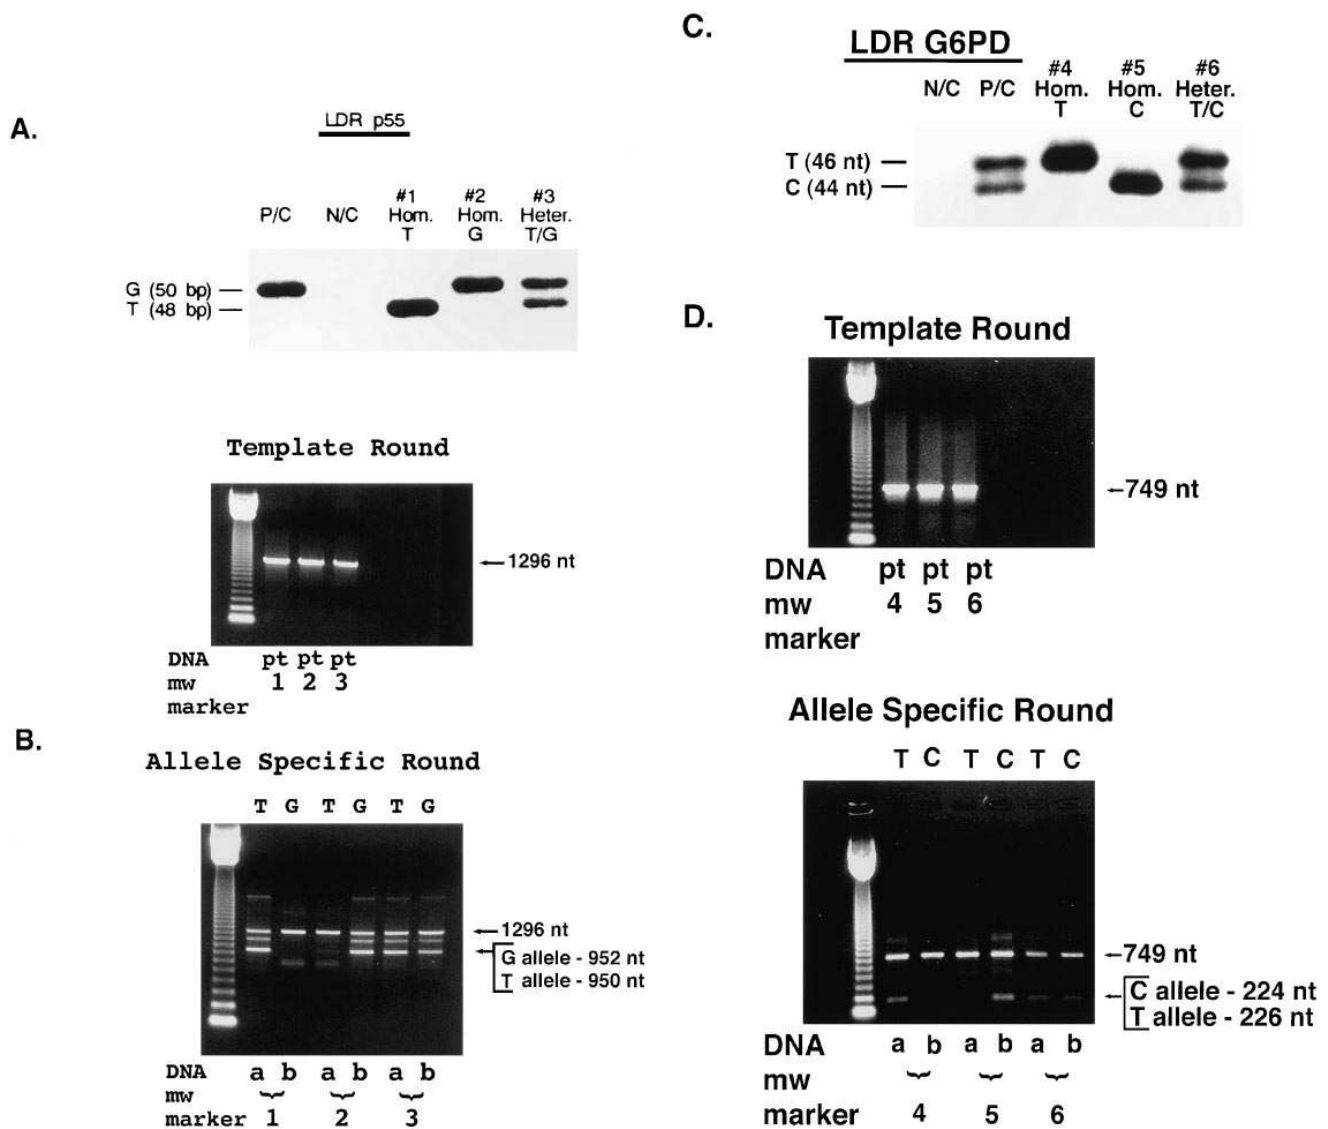 A.
LDR p55
P/C N/C #1 Hom. T #2 Hom. G #3 Heter. T/G
G (50 bp) —
T (48 bp) —
Template Round
←1296 nt
DNA mw marker
pt 1 pt 2 pt 3
B.
Allele Specific Round
T G T G T G
←1296 nt
G allele - 952 nt
T allele - 950 nt
DNA mw marker
a b a b a b
1 2 3
C.
LDR G6PD
N/C P/C #4 Hom. T #5 Hom. C #6 Heter. T/C
T (46 nt) —
C (44 nt) —
D.
Template Round
←749 nt
DNA mw marker
pt 4 pt 5 pt 6
Allele Specific Round
T C T C T C
←749 nt
C allele - 224 nt
T allele - 226 nt
DNA mw marker
a b a b a b
4 5 6